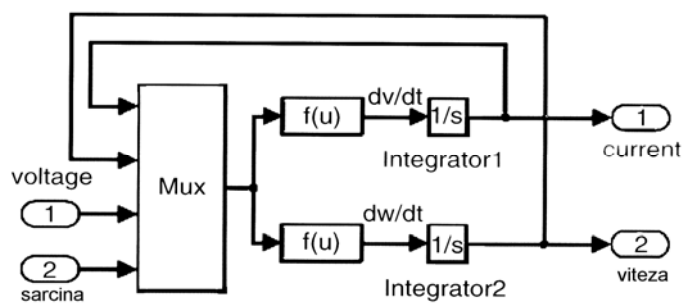 dv/dt
f(u)
1/s
1
Integrator1
current
voltage
Mux
1
dw/dt
f(u)
1/s
2
2
sarcina
Integrator2
viteza